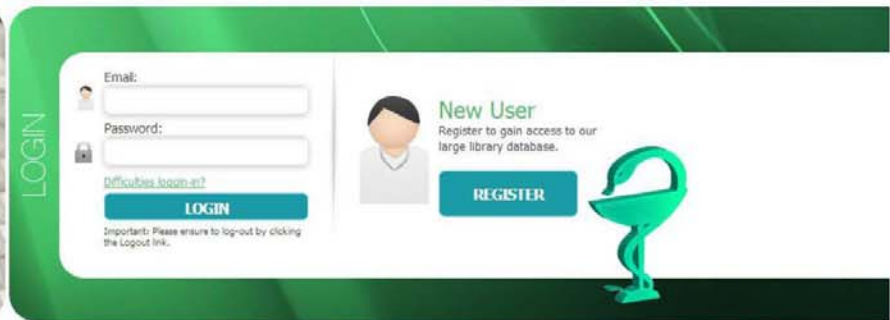 LOGIN
Email:
Password:
Difficulties loggin-in?
LOGIN
Important: Please ensure to log-out by clicking
the Logout link.
New User
Register to gain access to our
large library database.
REGISTER